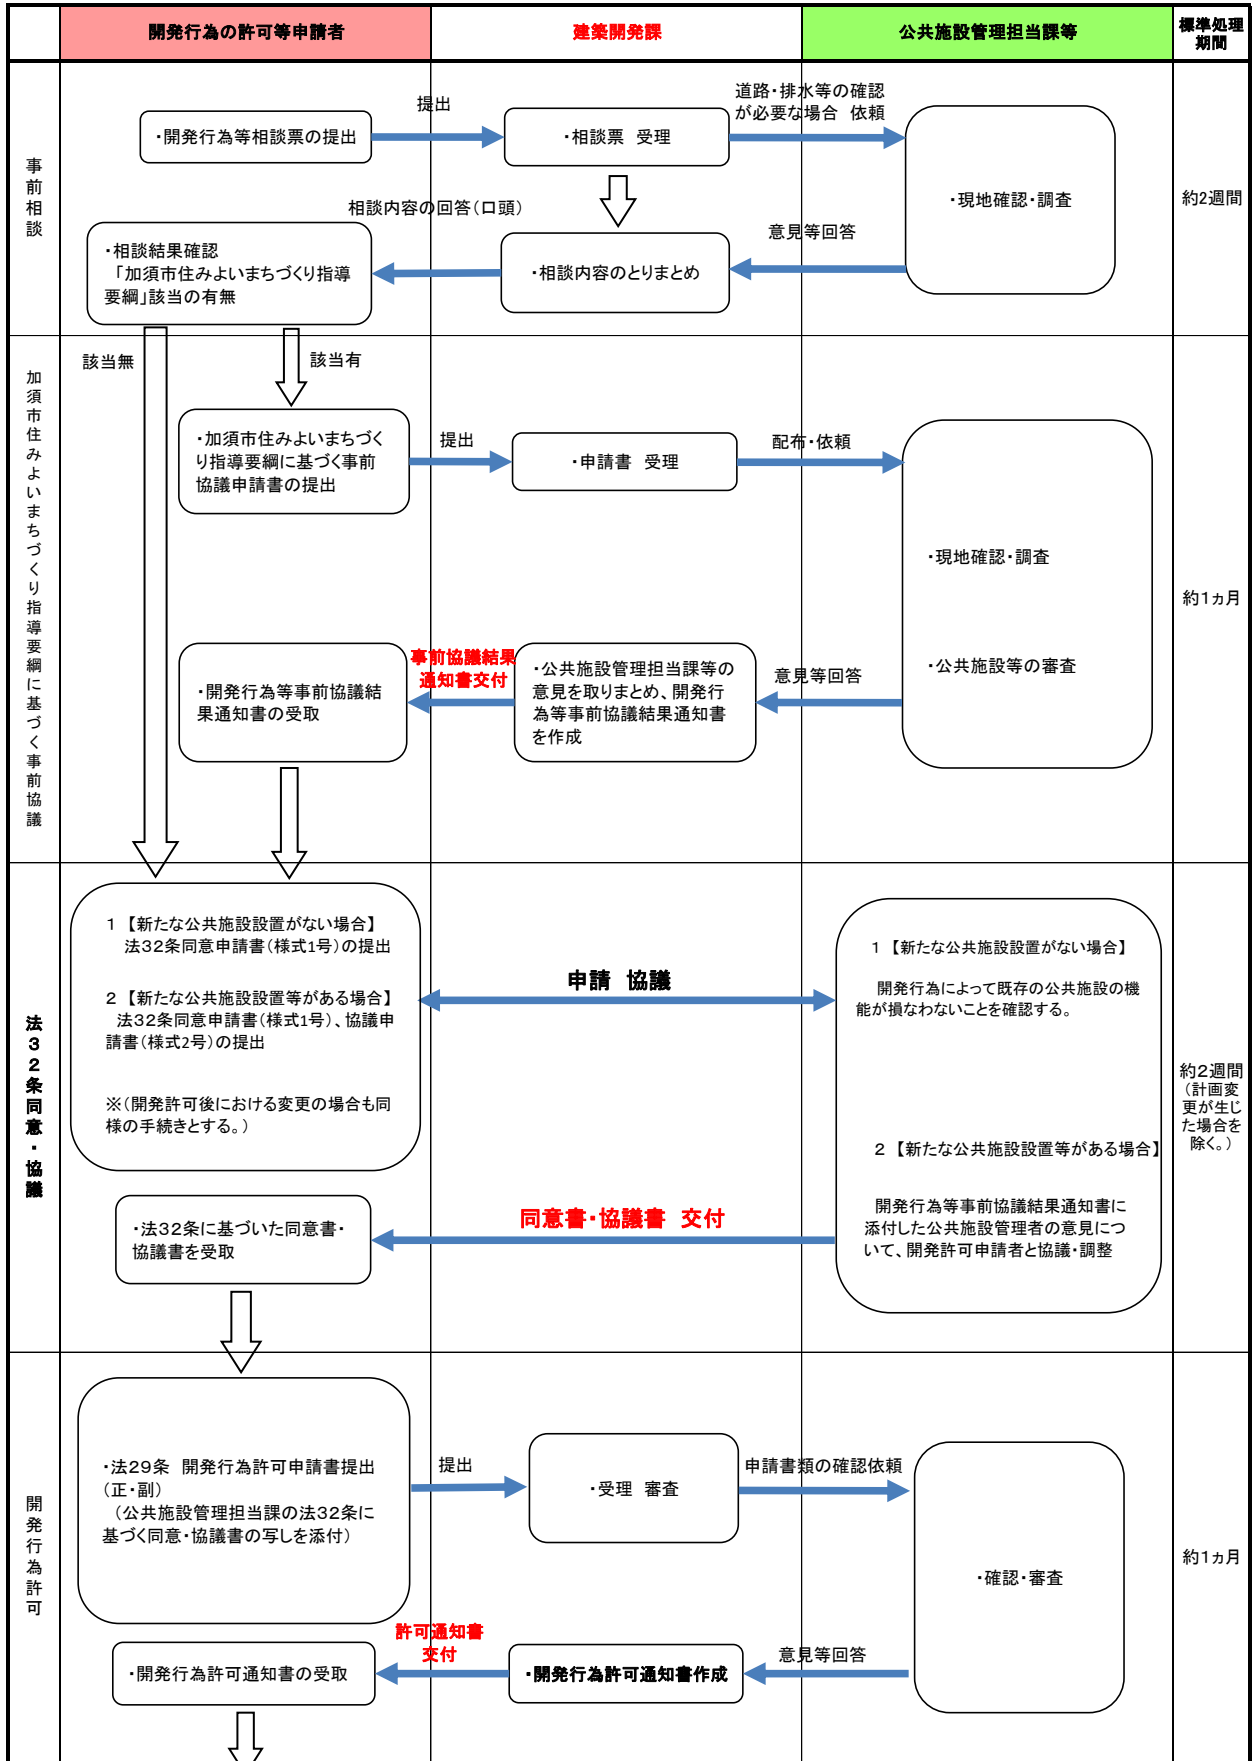 開発行為の許可等申請者
建築開発課
公共施設管理担当課等
標準処理
期間
事前相談
・開発行為等相談票の提出
提出
・相談票　受理
道路・排水等の確認
が必要な場合　依頼
・現地確認・調査
約2週間
意見等回答
・相談内容のとりまとめ
相談内容の回答（口頭）
・相談結果確認
「加須市住みよいまちづくり指導
要綱」該当の有無
該当無
該当有
加須市住みよいまちづくり指導要綱に基づく事前協議
・加須市住みよいまちづく
り指導要綱に基づく事前
協議申請書の提出
提出
・申請書　受理
配布・依頼
・現地確認・調査
・公共施設等の審査
約1ヵ月
意見等回答
・公共施設管理担当課等の
意見を取りまとめ、開発行
為等事前協議結果通知書
を作成
事前協議結果
通知書交付
・開発行為等事前協議結
果通知書の受取
法32条同意・協議
1　【新たな公共施設設置がない場合】
法32条同意申請書（様式1号）の提出
2　【新たな公共施設設置等がある場合】
法32条同意申請書（様式1号）、協議申
請書（様式2号）の提出
※（開発許可後における変更の場合も同
様の手続きとする。）
申請　協議
1　【新たな公共施設設置がない場合】
開発行為によって既存の公共施設の機
能が損なわないことを確認する。
2　【新たな公共施設設置等がある場合】
開発行為等事前協議結果通知書に
添付した公共施設管理者の意見につ
いて、開発許可申請者と協議・調整
約2週間
（計画変
更が生じ
た場合を
除く。）
同意書・協議書　交付
・法32条に基づいた同意書・
協議書を受取
開発行為許可
・法29条　開発行為許可申請書提出
（正・副）
（公共施設管理担当課の法32条に
基づく同意・協議書の写しを添付）
提出
・受理　審査
申請書類の確認依頼
・確認・審査
約1ヵ月
意見等回答
・開発行為許可通知書作成
許可通知書
交付
・開発行為許可通知書の受取